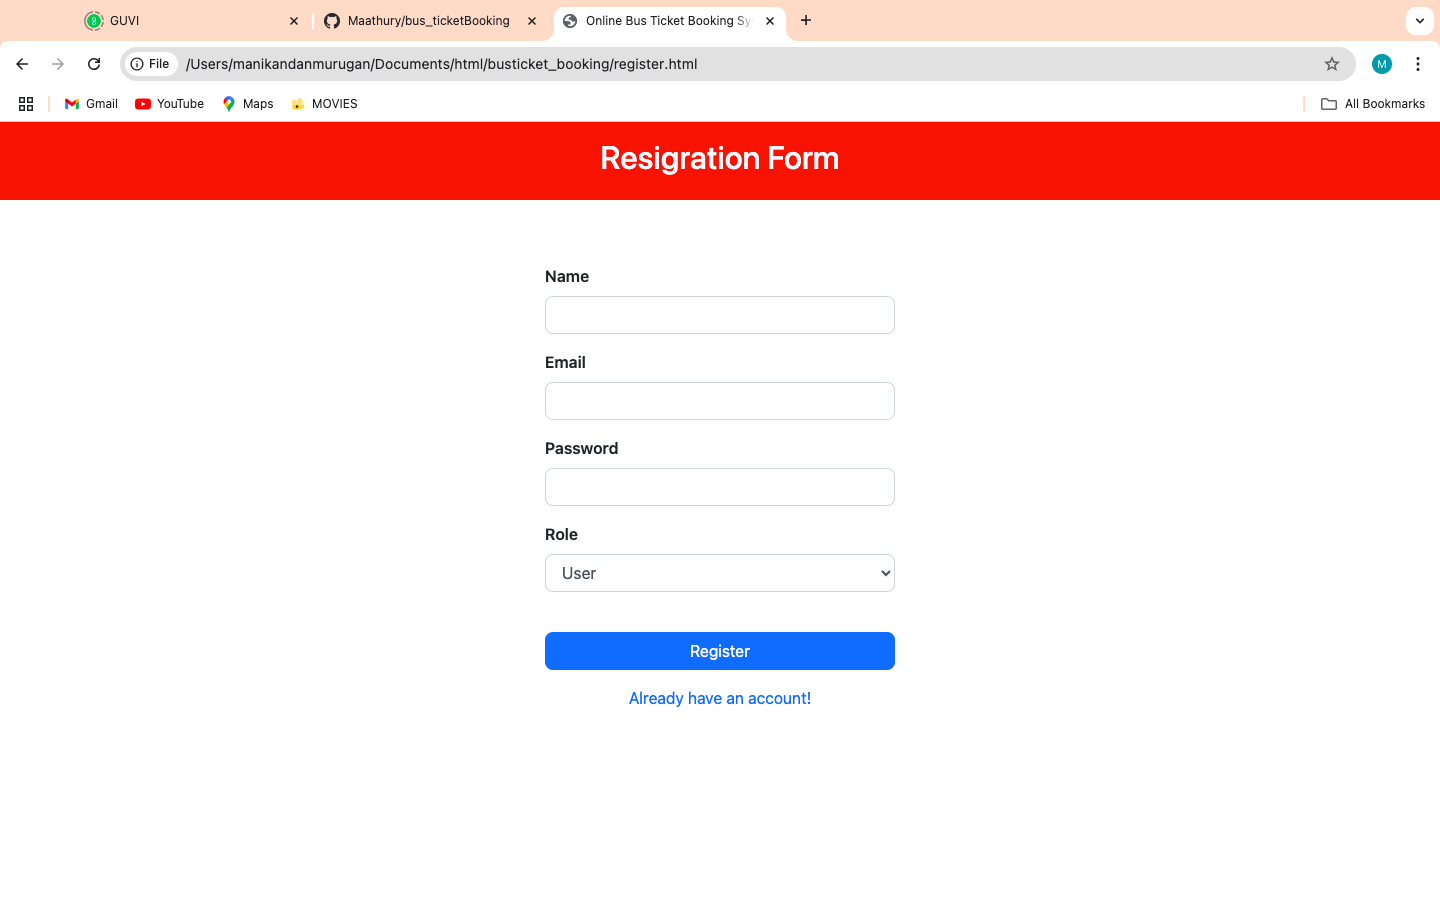 GUVI
Maathury/bus_ticketBooking
Online Bus Ticket Booking Sy
File
/Users/manikandanmurugan/Documents/html/busticket_booking/register.html
M
Gmail
YouTube
Maps
MOVIES
All Bookmarks
Resigration Form
Name
Email
Password
Role
User
Register
Already have an account!